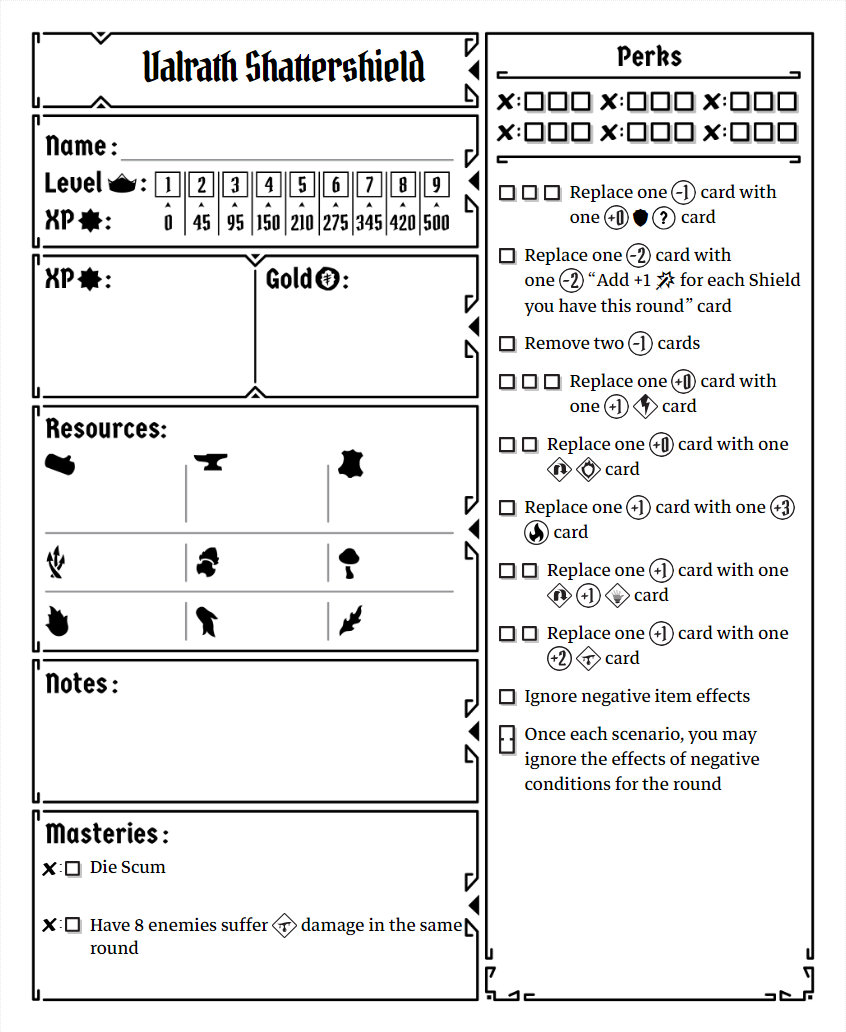 Valrath Shattershield
Name:
Level : 1 2 3 4 5 6 7 8 9
XP : 0 45 95 150 210 275 345 420 500
XP :
Gold :
Resources:
Notes:
Masteries:
Die Scum
Have 8 enemies suffer damage in the same
round
Perks
Replace one -1 card with
one +0 ? card
Replace one -2 card with
one -2 “Add +1 for each Shield
you have this round” card
Remove two -1 cards
Replace one +0 card with
one +1 card
Replace one +0 card with one
card
Replace one +1 card with one +3
card
Replace one +1 card with one
+1 card
Replace one +1 card with one
+2 card
Ignore negative item effects
Once each scenario, you may
ignore the effects of negative
conditions for the round